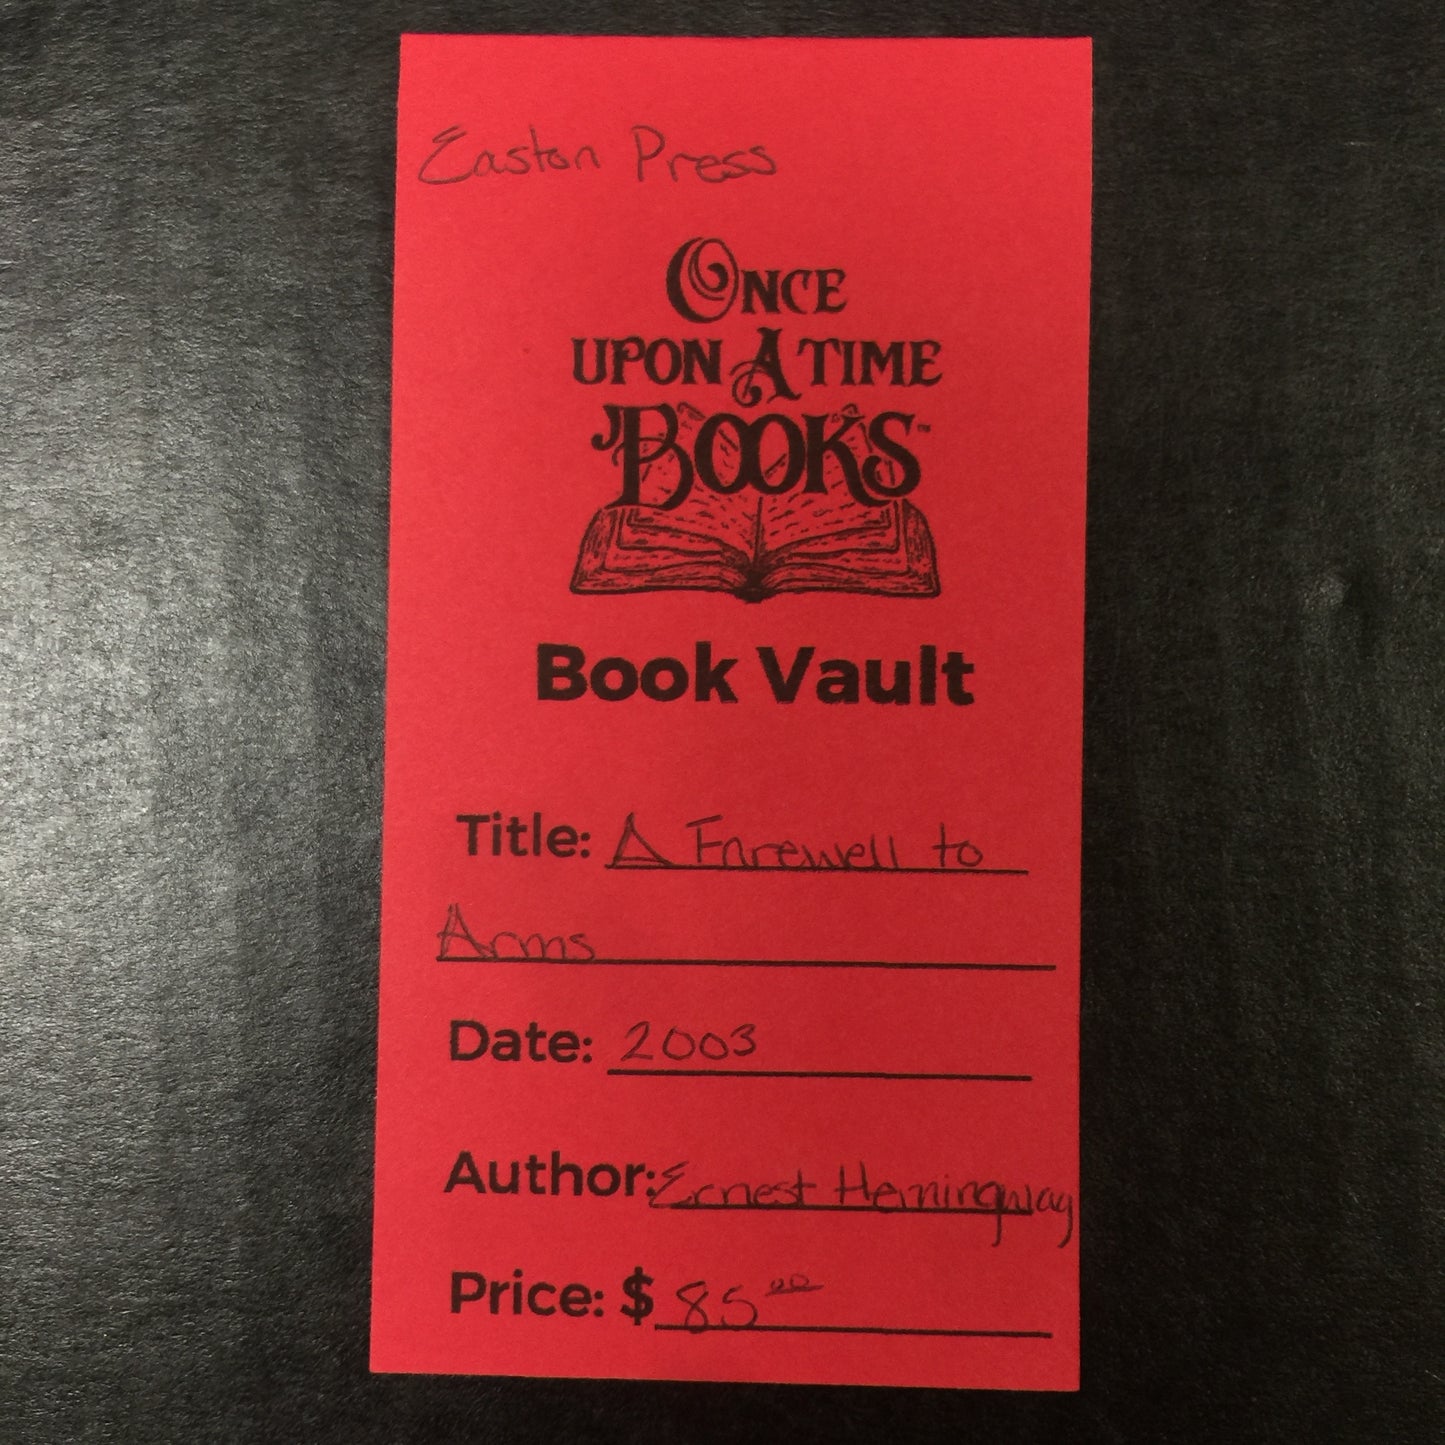 Easton Press
ONCE
UPON A TIME
BOOKS™
Book Vault
Title: A Farewell to
Arms
Date: 2003
Author: Ernest Hemingway
Price: $ 85 00